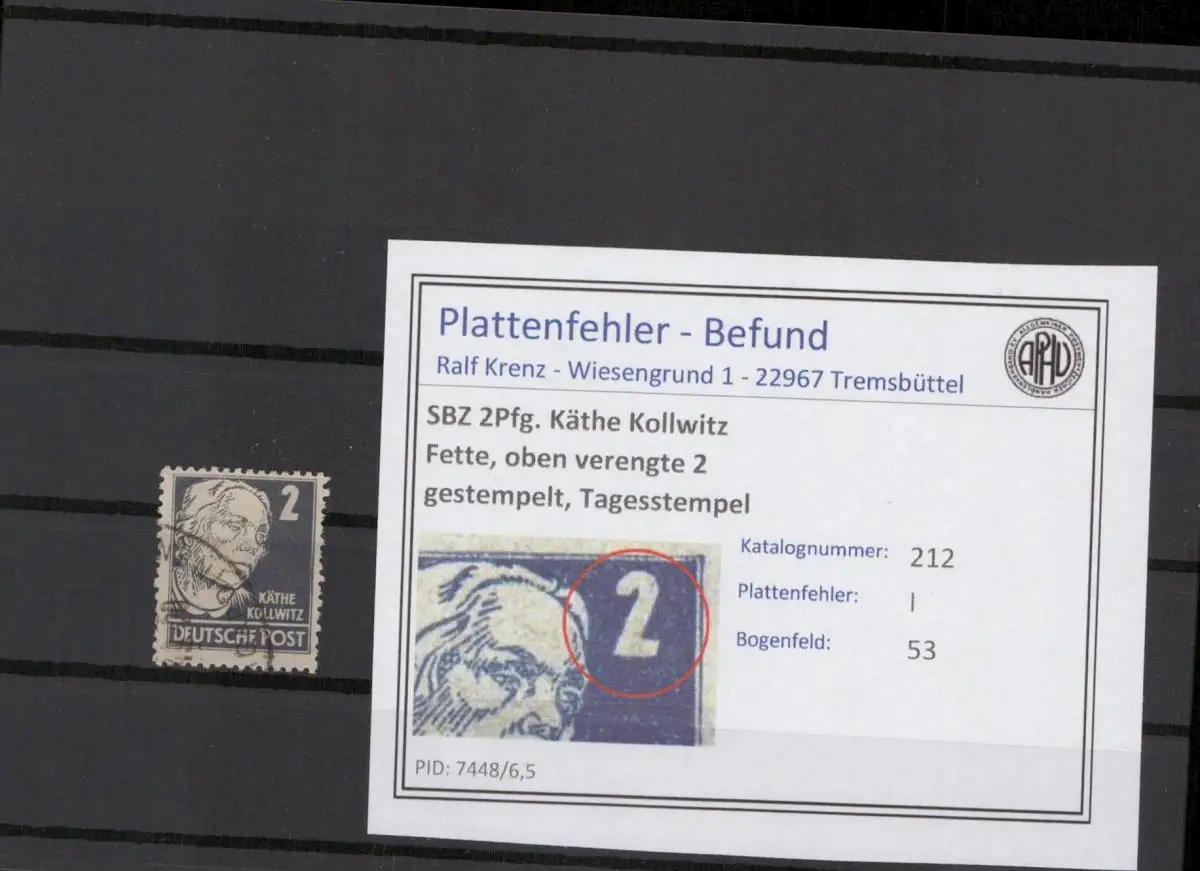 2
KÄTHE
KOLLWITZ
DEUTSCHE POST
Plattenfehler - Befund
Ralf Krenz - Wiesengrund 1 - 22967 Tremsbüttel
APHV
SBZ 2Pfg. Käthe Kollwitz
Fette, oben verengte 2
gestempelt, Tagesstempel
2
Katalognummer: 212
Plattenfehler: I
Bogenfeld: 53
PID: 7448/6,5